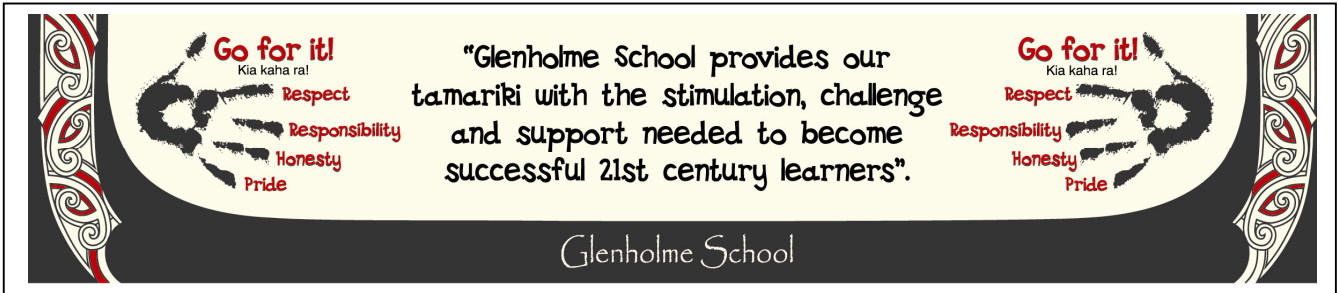 Go for it!
Kia kaha ra!
Respect
Responsibility
Honesty
Pride
"Glenholme School provides our
tamariki with the stimulation, challenge
and support needed to become
successful 21st century learners".
Go for it!
Kia kaha ra!
Respect
Responsibility
Honesty
Pride
Glenholme School